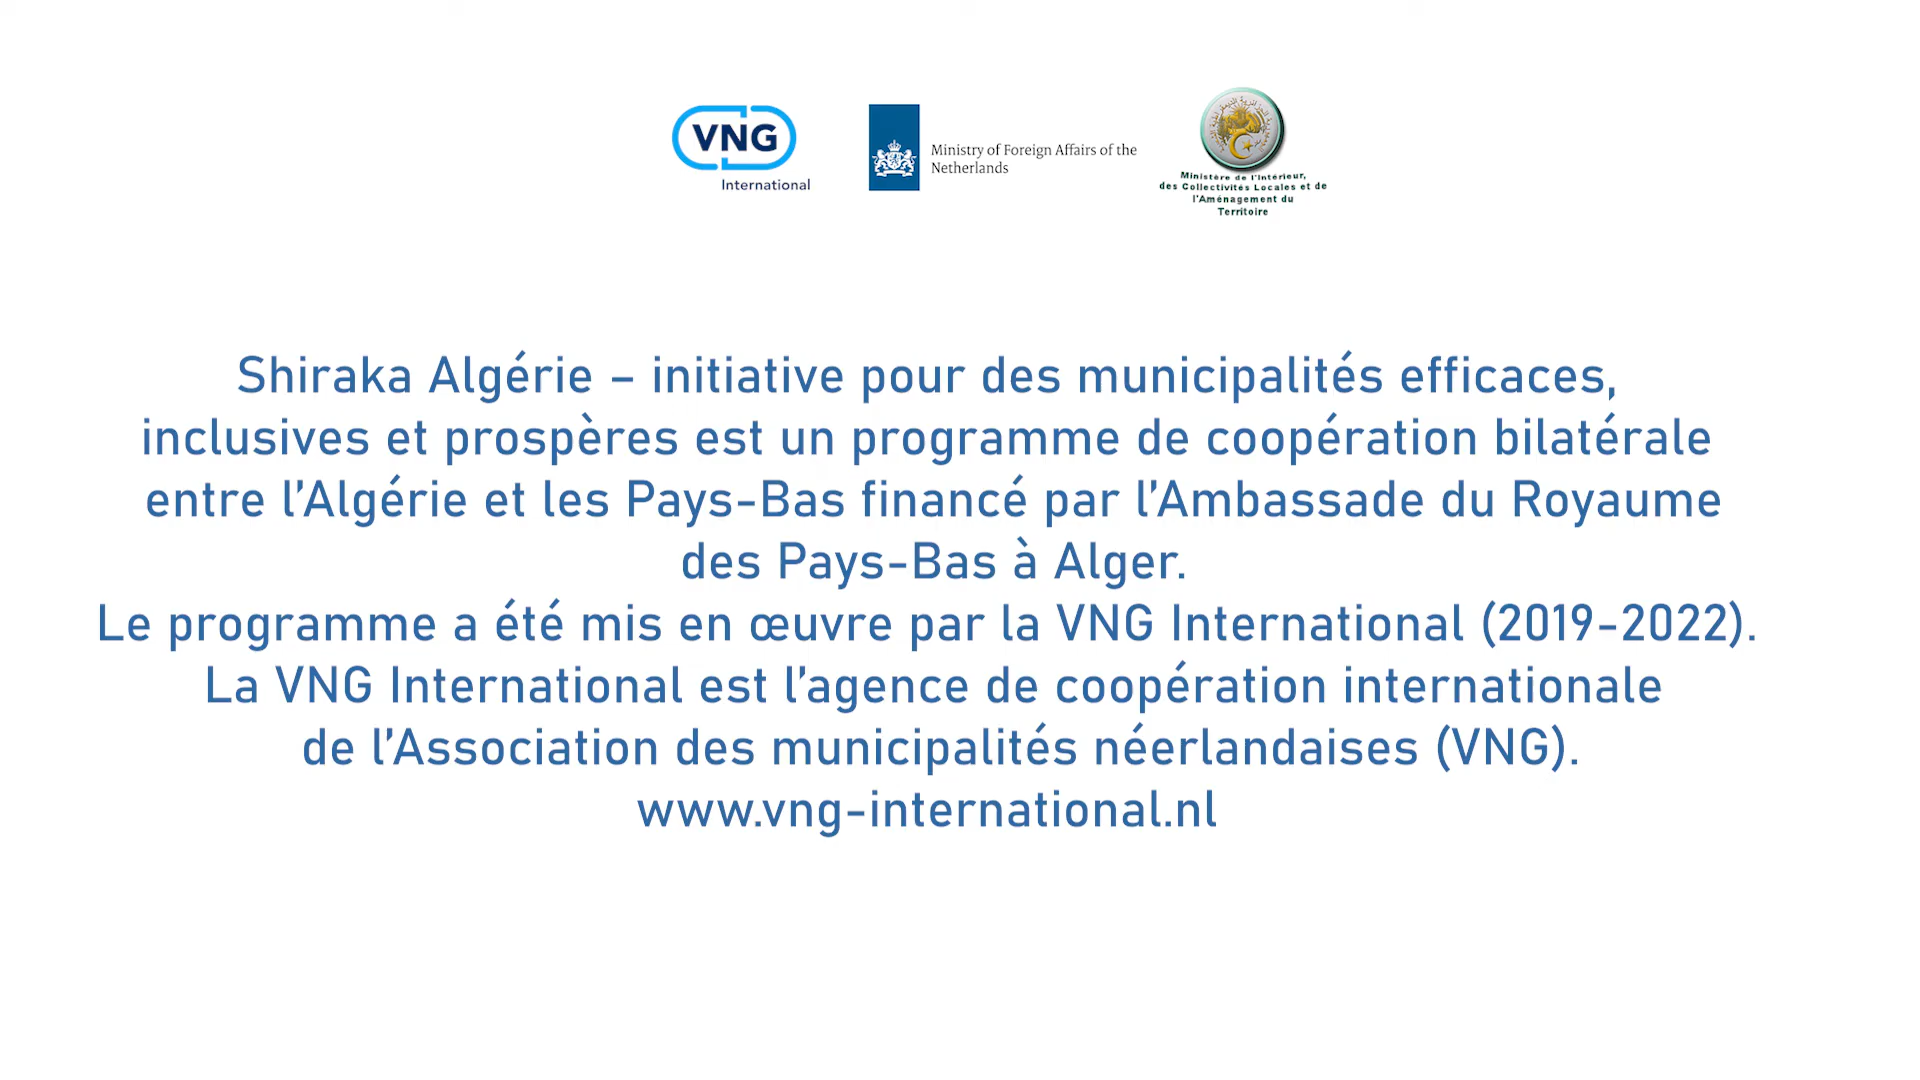 VNG
International
Ministry of Foreign Affairs of the
Netherlands
Ministère de l'Intérieur,
des Collectivités Locales et de
l'Aménagement du
Territoire
Shiraka Algérie – initiative pour des municipalités efficaces,
inclusives et prospères est un programme de coopération bilatérale
entre l’Algérie et les Pays-Bas financé par l’Ambassade du Royaume
des Pays-Bas à Alger.
Le programme a été mis en œuvre par la VNG International (2019-2022).
La VNG International est l’agence de coopération internationale
de l’Association des municipalités néerlandaises (VNG).
www.vng-international.nl